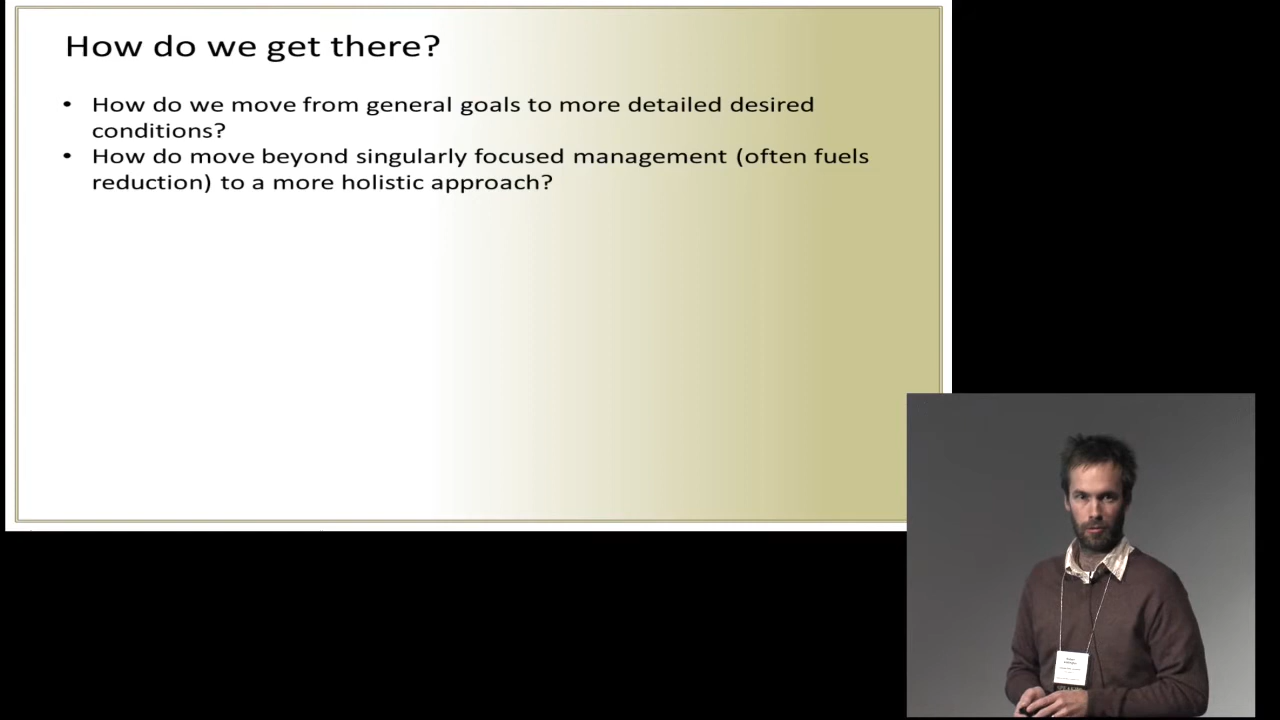 How do we get there?
• How do we move from general goals to more detailed desired
conditions?
• How do move beyond singularly focused management (often fuels
reduction) to a more holistic approach?